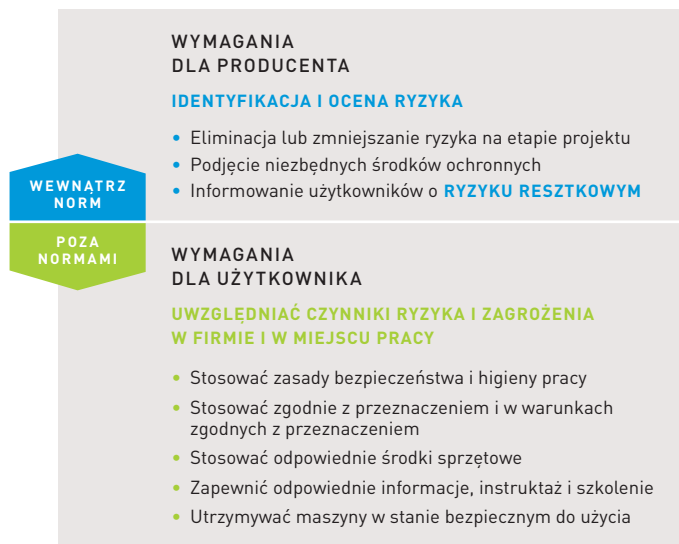 WYMAGANIA
DLA PRODUCENTA
IDENTYFIKACJA I OCENA RYZYKA
• Eliminacja lub zmniejszanie ryzyka na etapie projektu
• Podjęcie niezbędnych środków ochronnych
• Informowanie użytkowników o RYZYKU RESZTKOWYM
WEWNĄTRZ
NORM
POZA
NORMAMI
WYMAGANIA
DLA UŻYTKOWNIKA
UWZGLĘDNIAĆ CZYNNIKI RYZYKA I ZAGROŻENIA
W FIRMIE I W MIEJSCU PRACY
• Stosować zasady bezpieczeństwa i higieny pracy
• Stosować zgodnie z przeznaczeniem i w warunkach
zgodnych z przeznaczeniem
• Stosować odpowiednie środki sprzętowe
• Zapewnić odpowiednie informacje, instruktaż i szkolenie
• Utrzymywać maszyny w stanie bezpiecznym do użycia